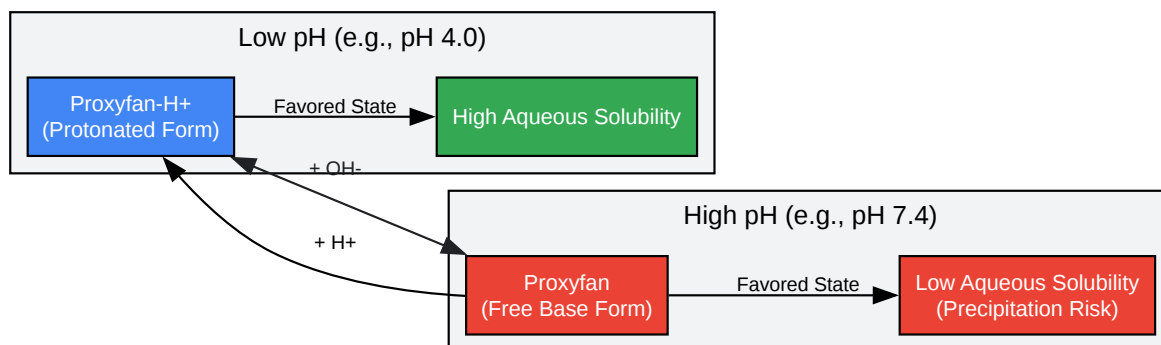 Low pH (e.g., pH 4.0)
Proxyfan-H+
(Protonated Form)
Favored State
High Aqueous Solubility
+ OH-
High pH (e.g., pH 7.4)
+ H+
Proxyfan
(Free Base Form)
Favored State
Low Aqueous Solubility
(Precipitation Risk)